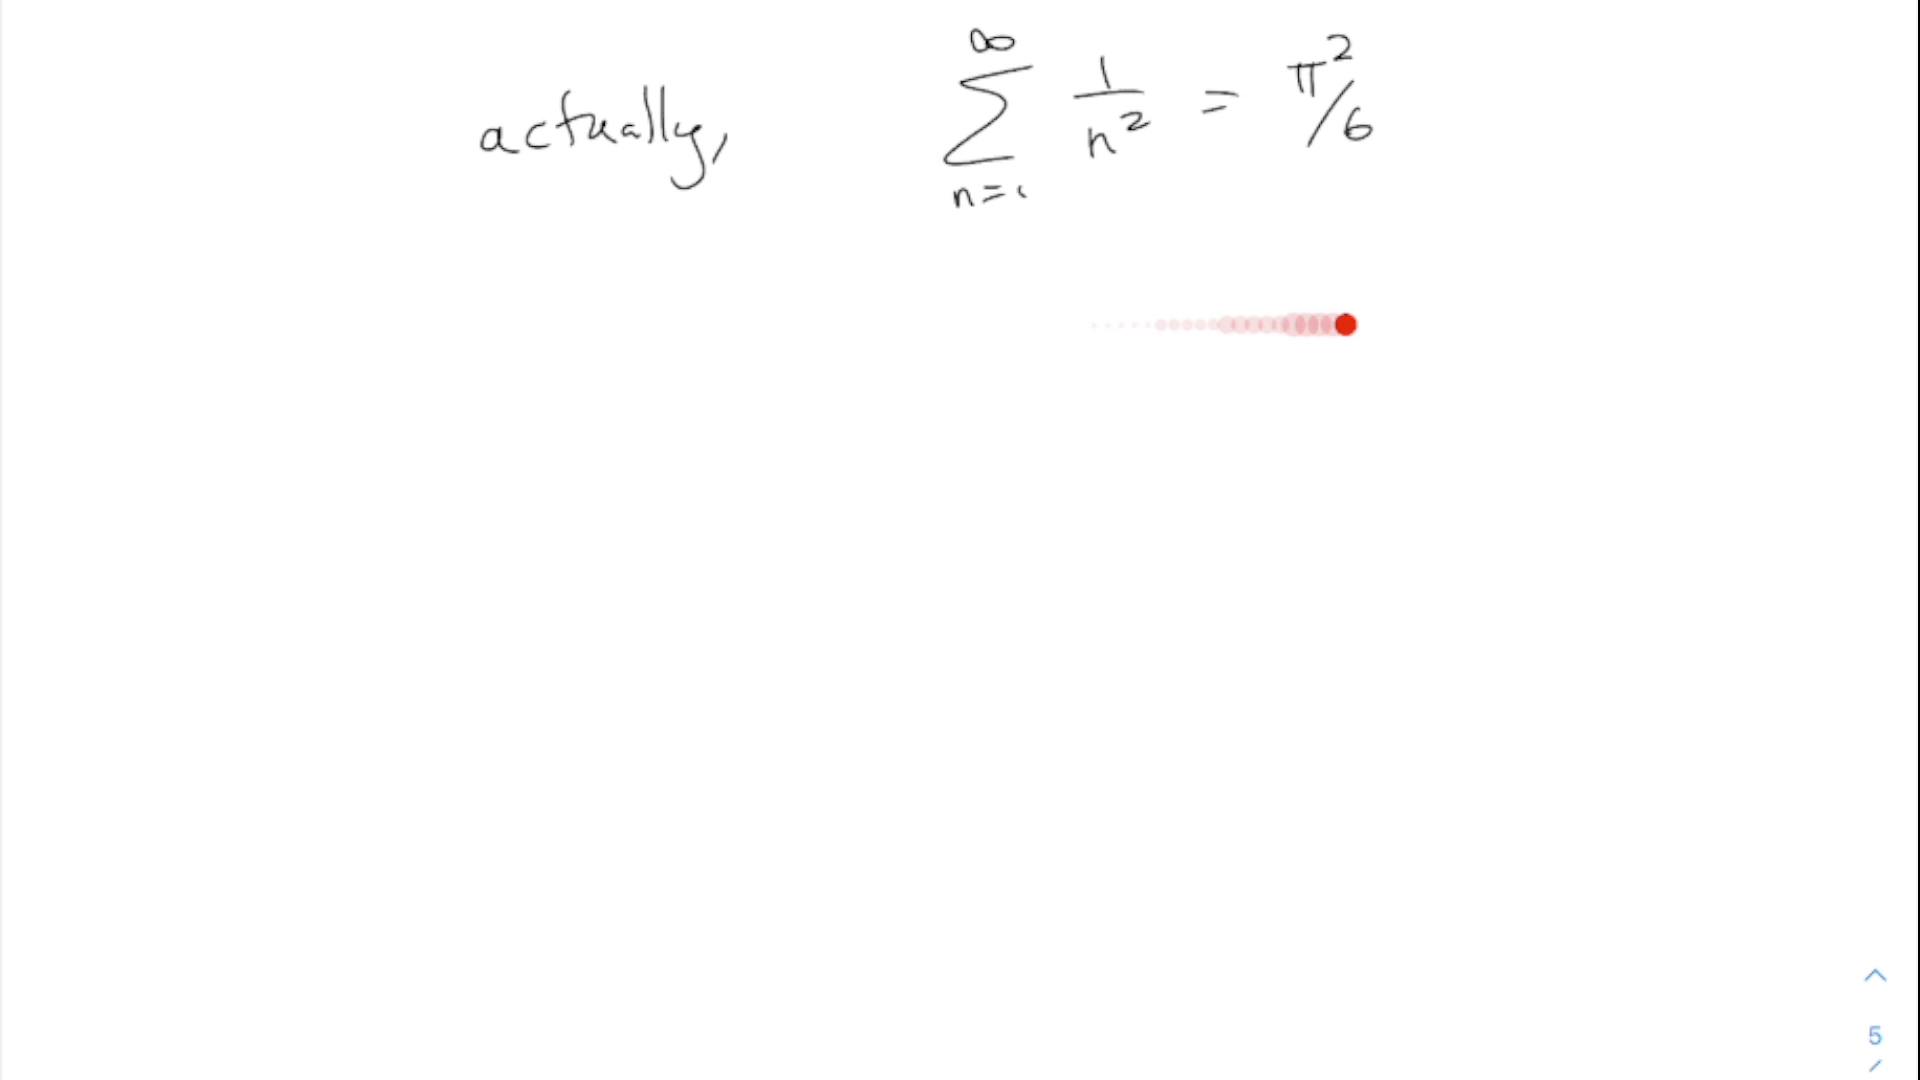 actually, ∞ ∑ n=1 1/n² = π²/6
5